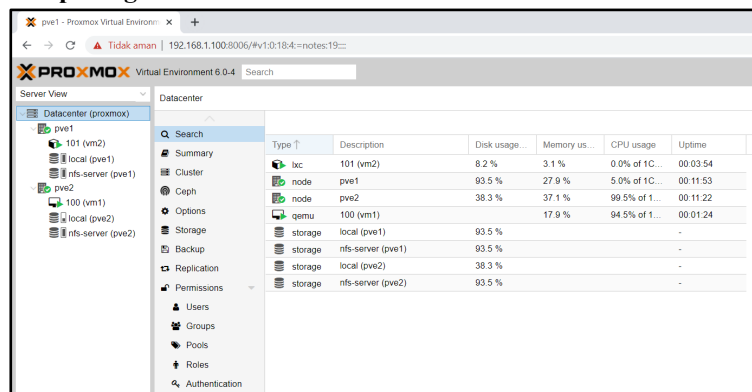 pve1 - Proxmox Virtual Environm
Tidak aman | 192.168.1.100:8006/#v1:0:18:4:=notes:19::::
PROXMOX Virtual Environment 6.0-4 Search
Server View
Datacenter (proxmox)
pve1
101 (vm2)
local (pve1)
nfs-server (pve1)
pve2
100 (vm1)
local (pve2)
nfs-server (pve2)
Datacenter
Search
Summary
Cluster
Ceph
Options
Storage
Backup
Replication
Permissions
Users
Groups
Pools
Roles
Authentication
Type Description Disk usage... Memory us... CPU usage Uptime
lxc 101 (vm2) 8.2 % 3.1 % 0.0% of 1C... 00:03:54
node pve1 93.5 % 27.9 % 5.0% of 1C... 00:11:53
node pve2 38.3 % 37.1 % 99.5% of 1... 00:11:22
qemu 100 (vm1) 17.9 % 94.5% of 1... 00:01:24
storage local (pve1) 93.5 % -
storage nfs-server (pve1) 93.5 % -
storage local (pve2) 38.3 % -
storage nfs-server (pve2) 93.5 % -